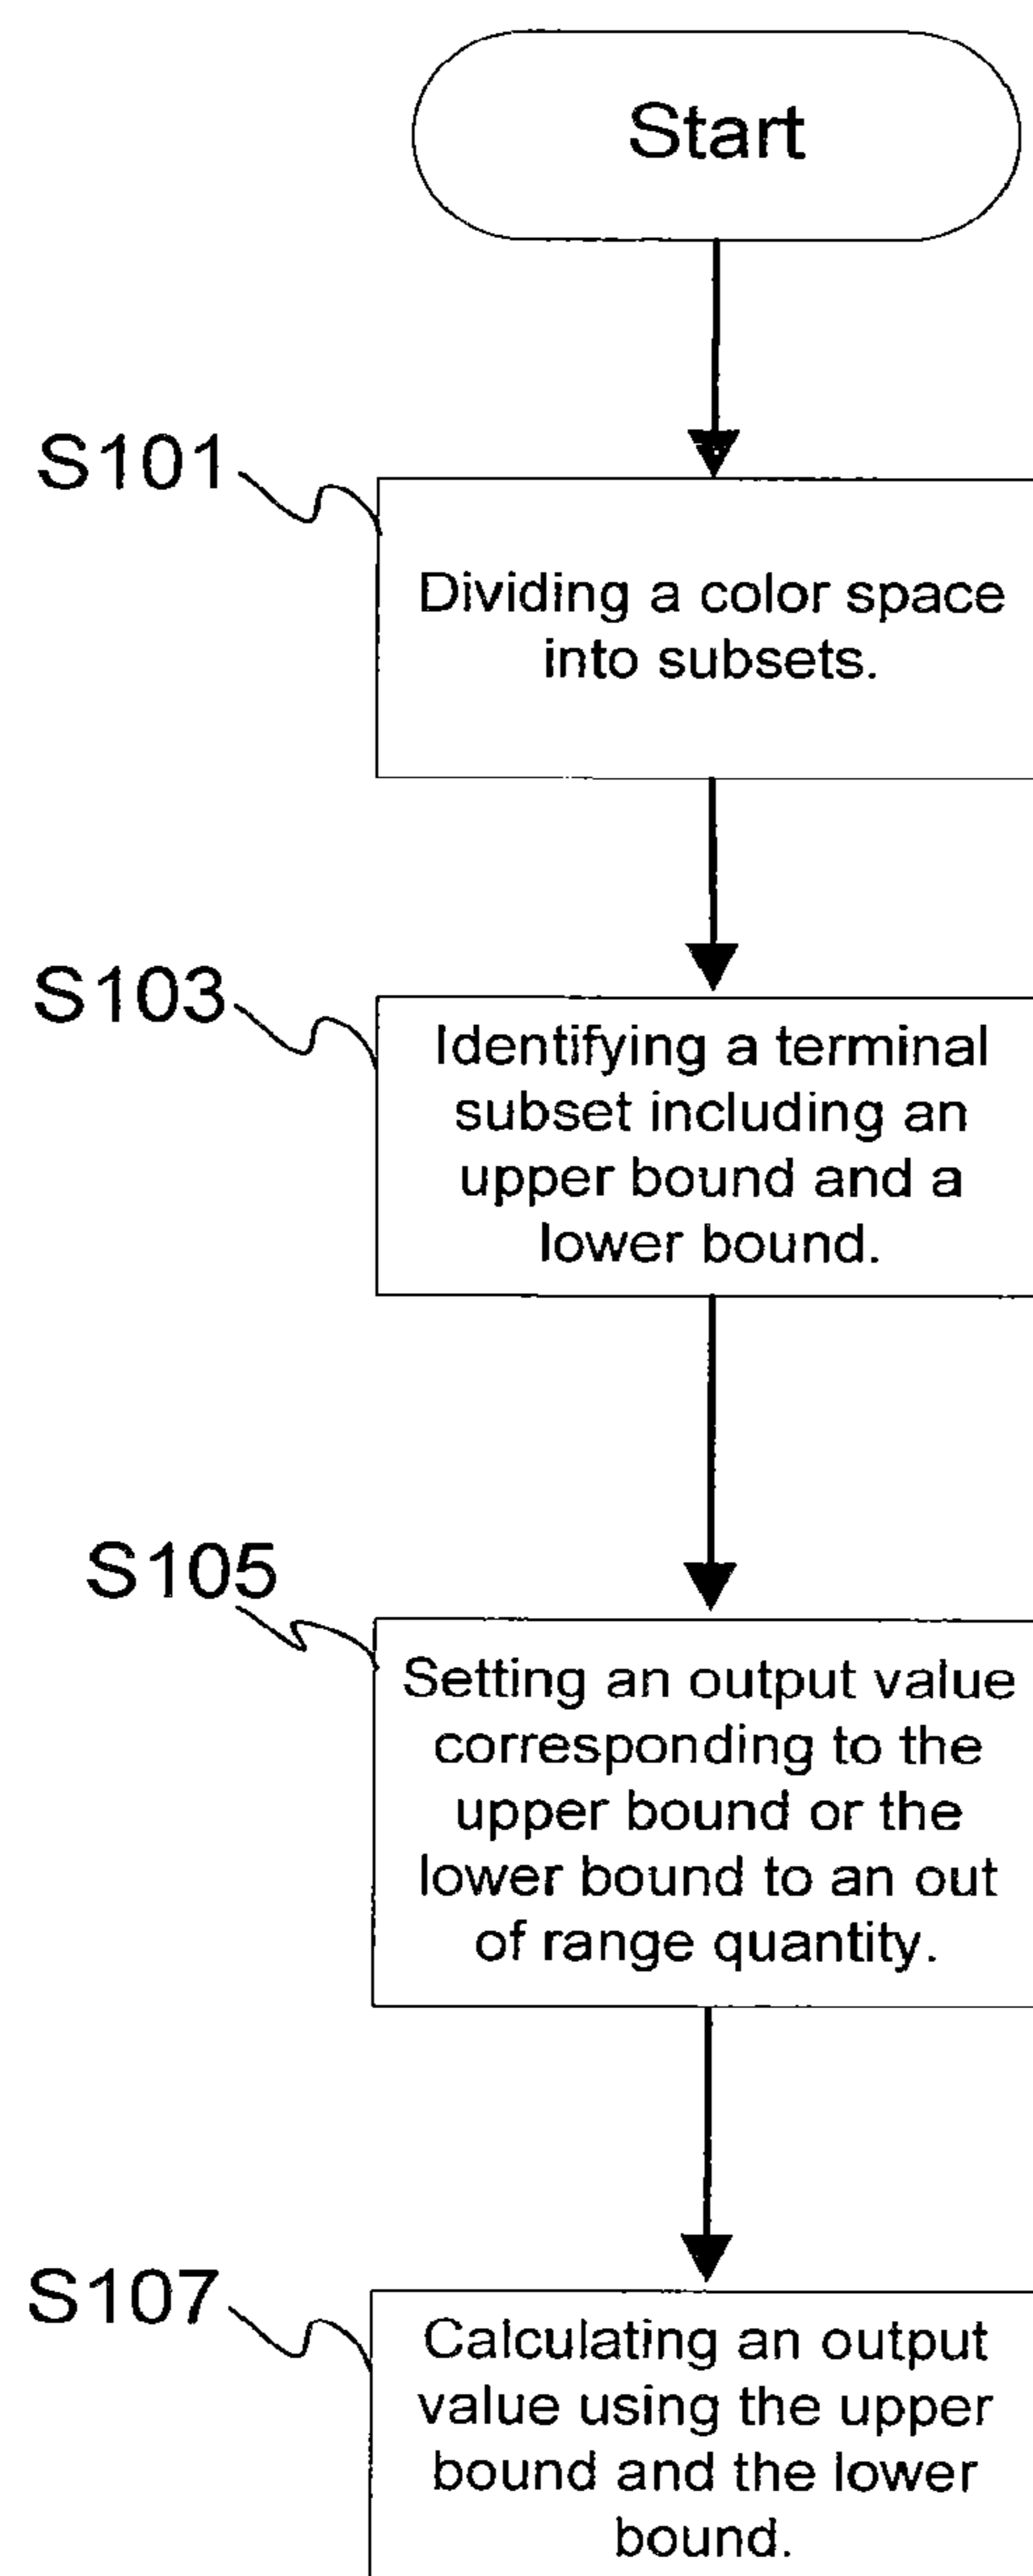 Start
S101
Dividing a color space
into subsets.
S103
Identifying a terminal
subset including an
upper bound and a
lower bound.
S105
Setting an output value
corresponding to the
upper bound or the
lower bound to an out
of range quantity.
S107
Calculating an output
value using the upper
bound and the lower
bound.